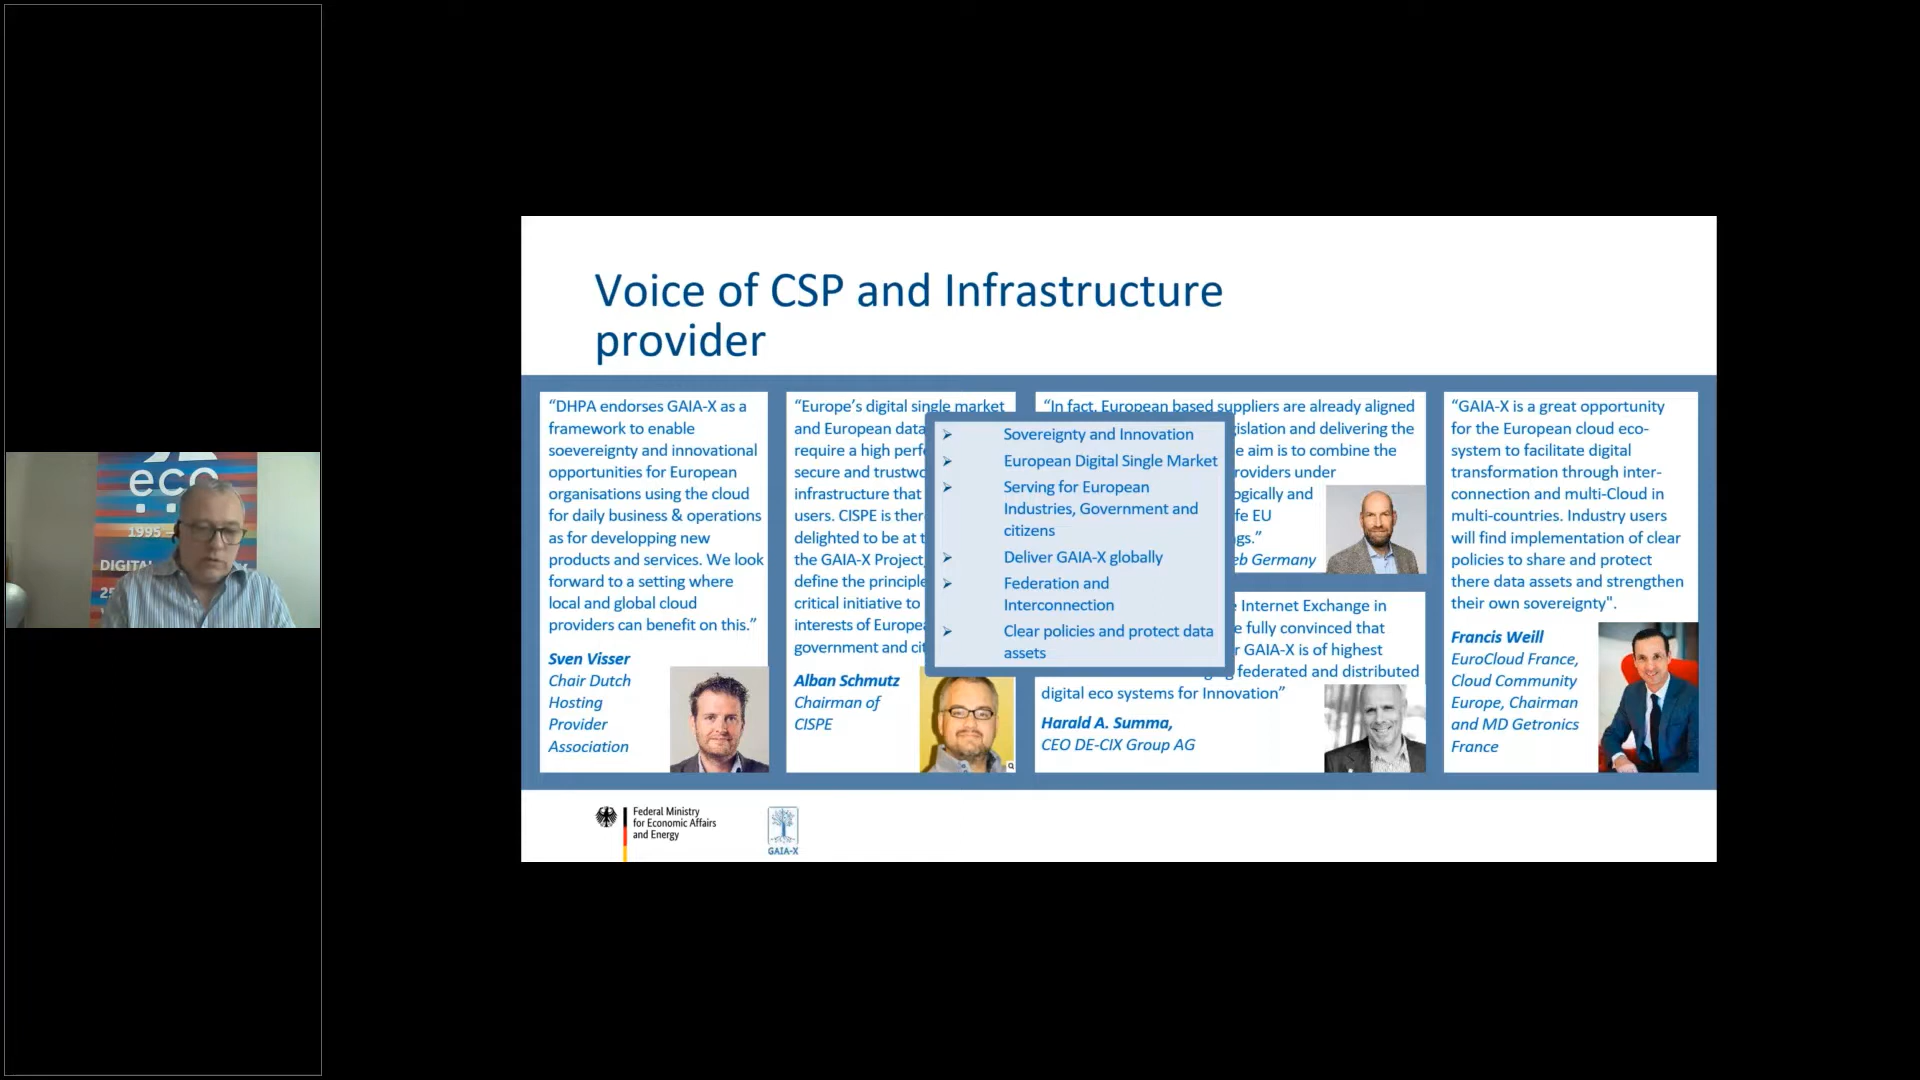 eco
1995
DIGITA
25
Voice of CSP and Infrastructure
provider
“DHPA endorses GAIA-X as a
framework to enable
soevereignty and innovational
opportunities for European
organisations using the cloud
for daily business & operations
as for developping new
products and services. We look
forward to a setting where
local and global cloud
providers can benefit on this.”
Sven Visser
Chair Dutch
Hosting
Provider
Association
“Europe’s digital single market
and European data
require a high perf
secure and trustwo
infrastructure that
users. CISPE is ther
delighted to be at t
the GAIA-X Project,
define the principle
critical initiative to
interests of Europea
government and cit
Alban Schmutz
Chairman of
CISPE
Sovereignty and Innovation
European Digital Single Market
Serving for European
Industries, Government and
citizens
Deliver GAIA-X globally
Federation and
Interconnection
Clear policies and protect data
assets
“In fact, European based suppliers are already aligned
gislation and delivering the
e aim is to combine the
roviders under
ogically and
fe EU
gs.”
eb Germany
e Internet Exchange in
e fully convinced that
r GAIA-X is of highest
federated and distributed
digital eco systems for Innovation”
Harald A. Summa,
CEO DE-CIX Group AG
“GAIA-X is a great opportunity
for the European cloud eco-
system to facilitate digital
transformation through inter-
connection and multi-Cloud in
multi-countries. Industry users
will find implementation of clear
policies to share and protect
there data assets and strengthen
their own sovereignty".
Francis Weill
EuroCloud France,
Cloud Community
Europe, Chairman
and MD Getronics
France
Federal Ministry
for Economic Affairs
and Energy
GAIA-X